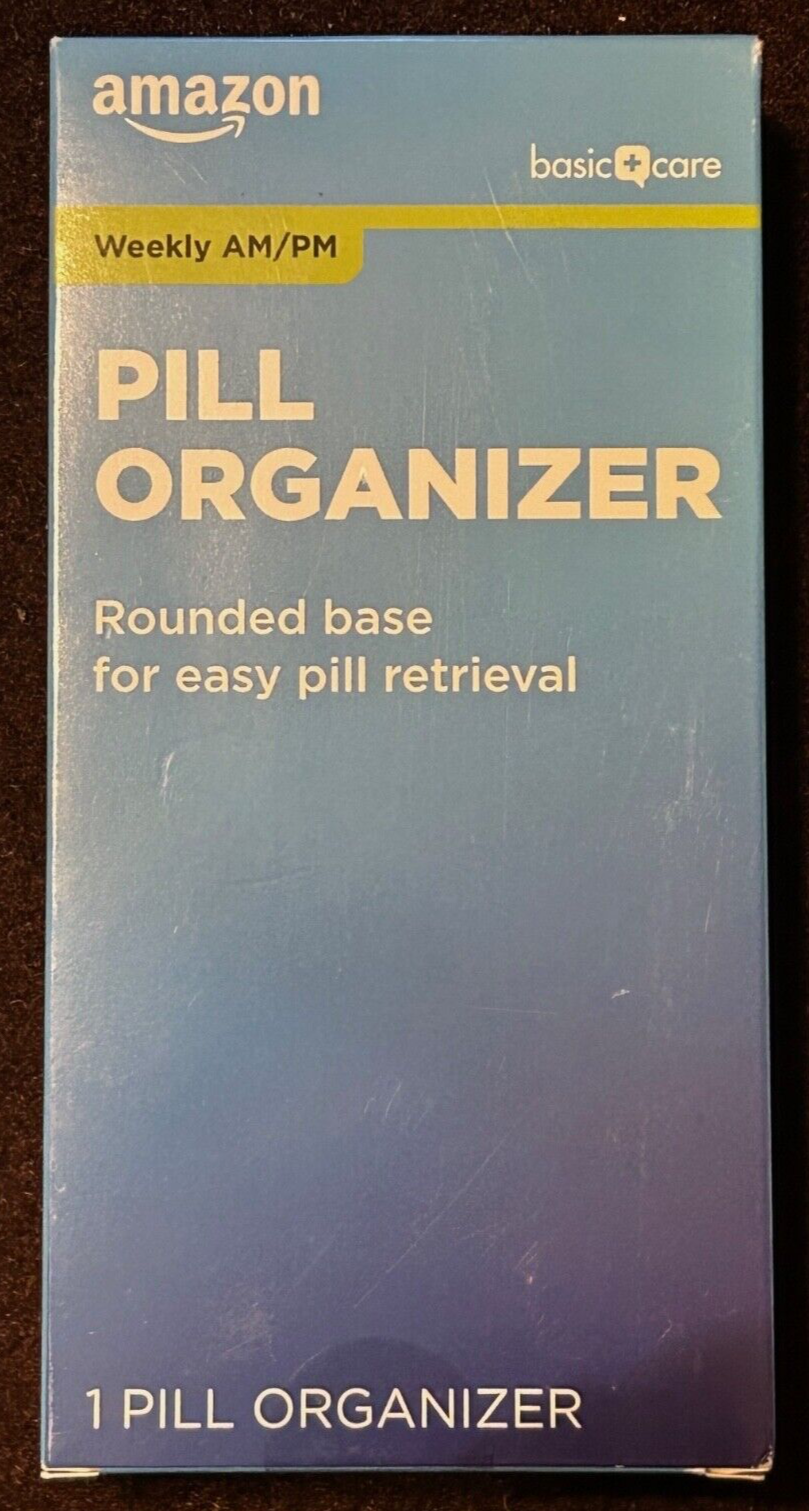 amazon
basic care
Weekly AM/PM
PILL
ORGANIZER
Rounded base
for easy pill retrieval
1 PILL ORGANIZER